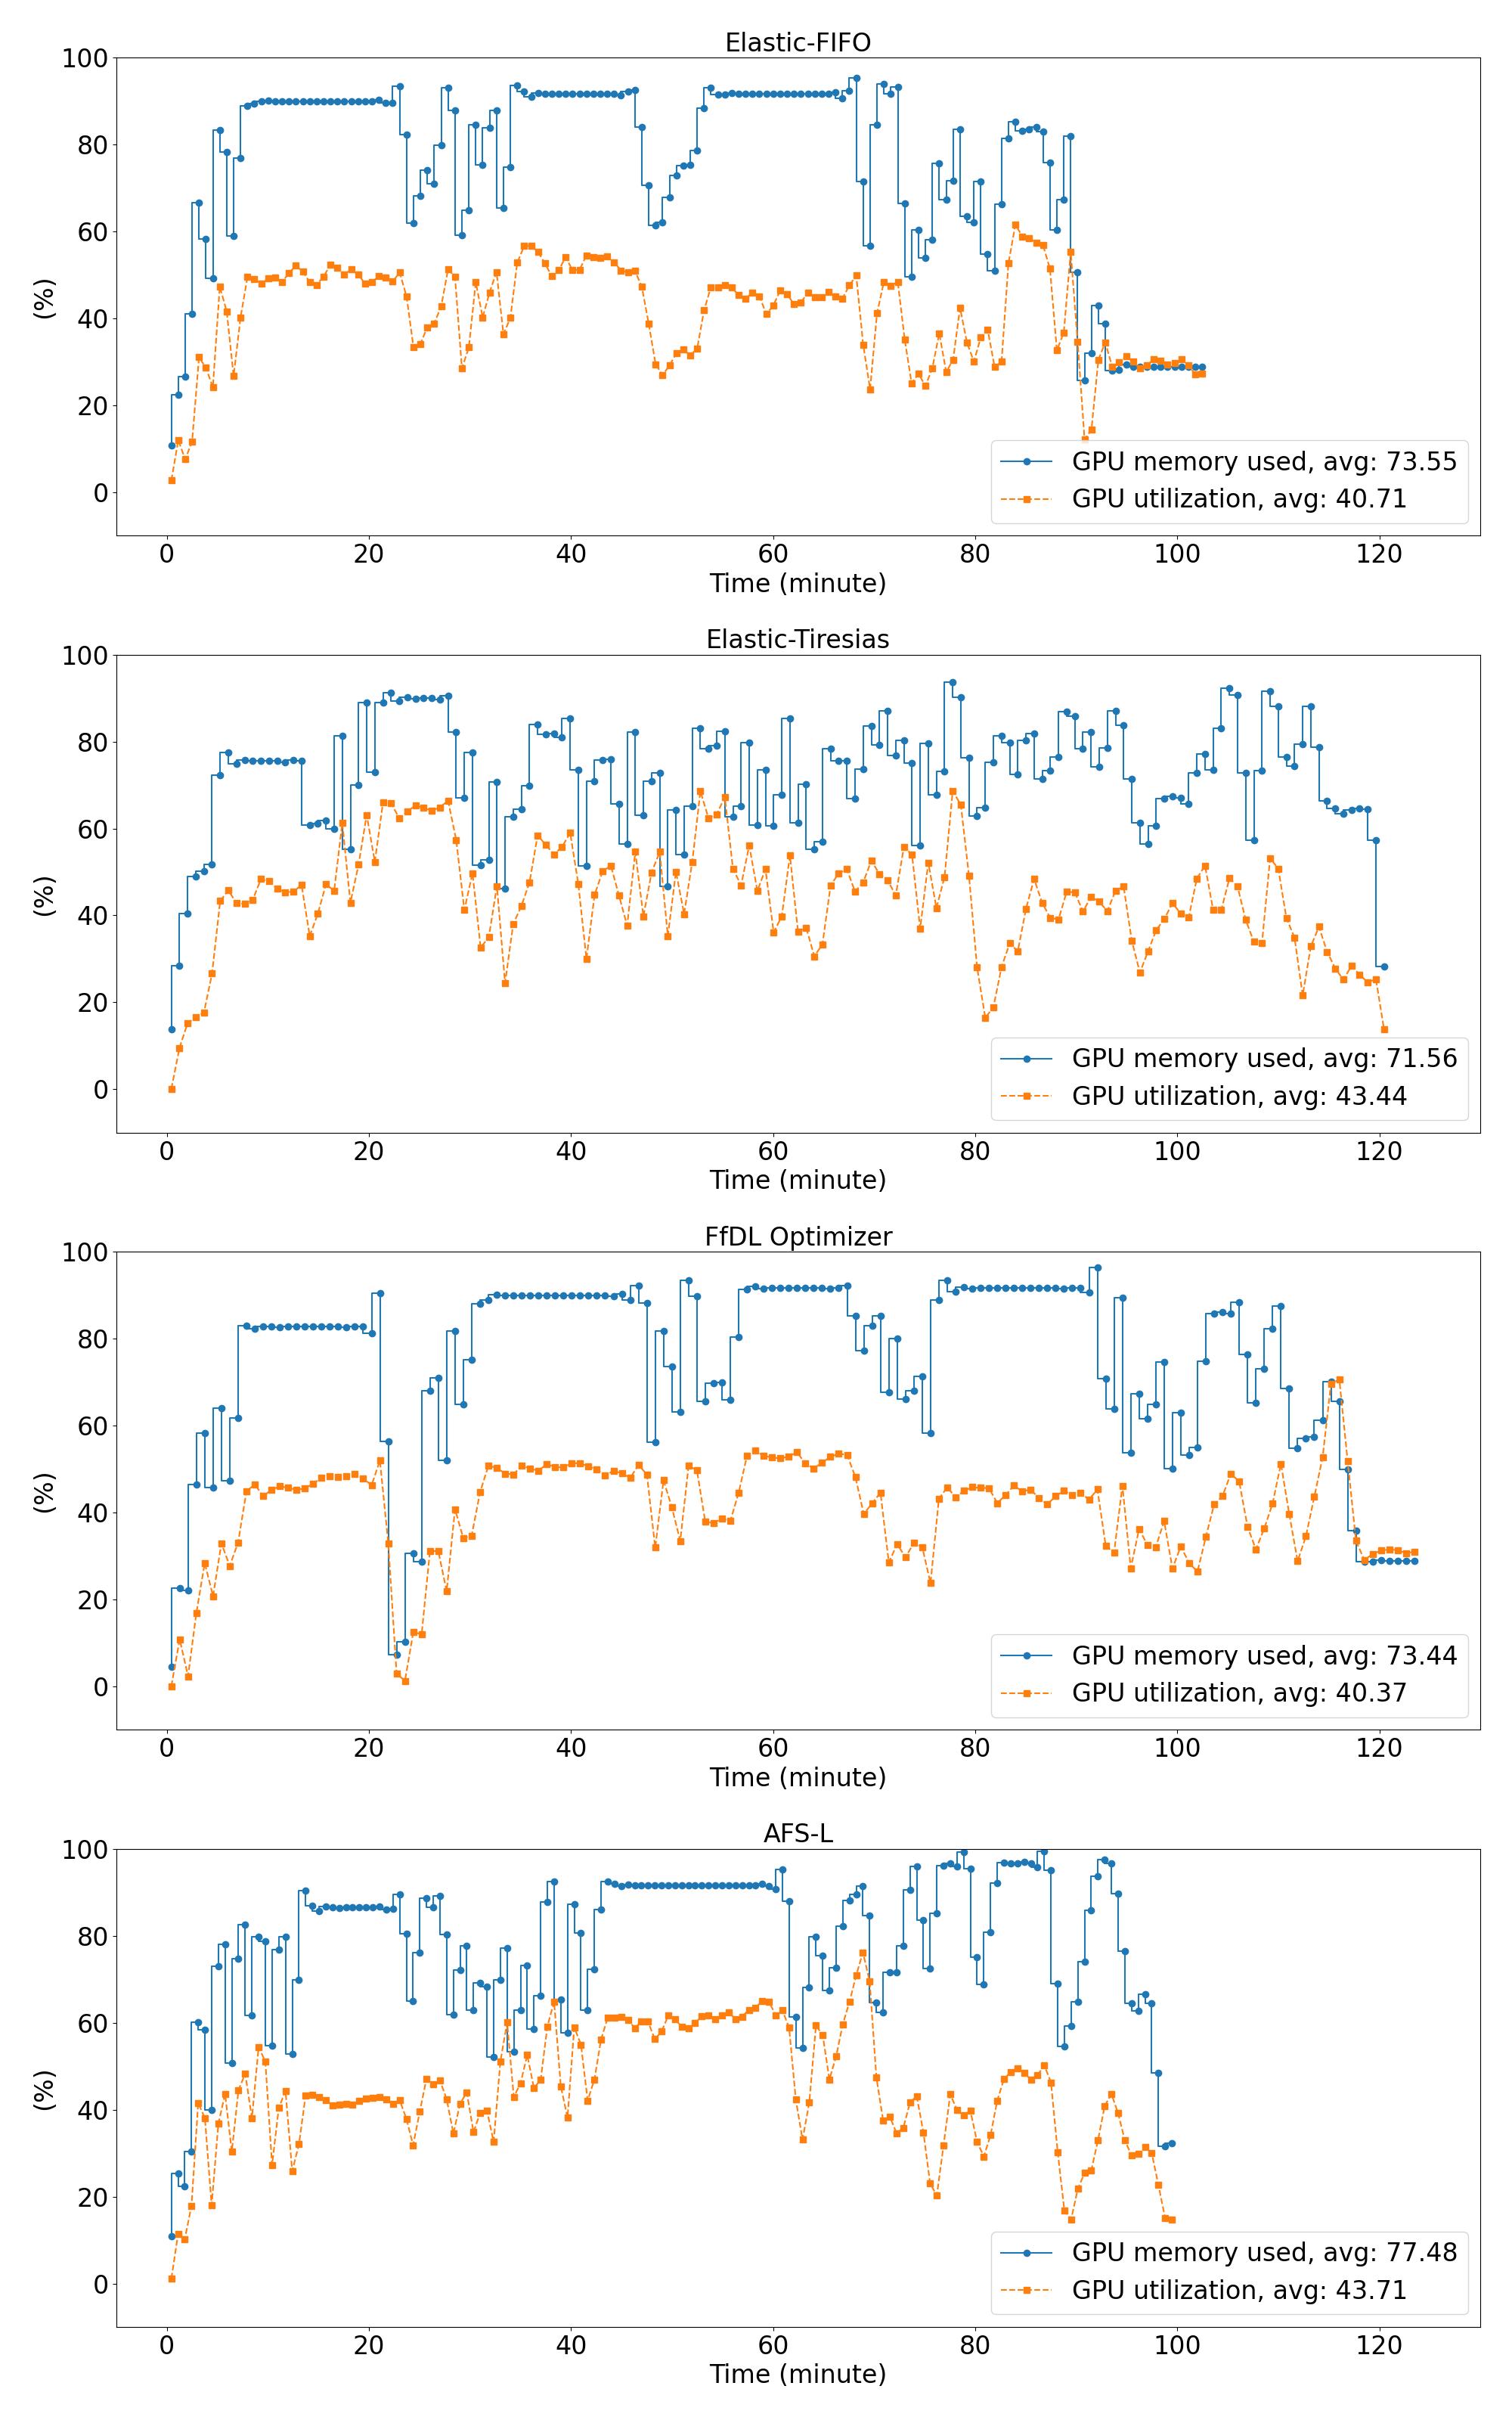 Elastic-FIFO
100
80
60
40
20
0
(%)
GPU memory used, avg: 73.55
GPU utilization, avg: 40.71
0 20 40 60 80 100 120
Time (minute)
Elastic-Tiresias
100
80
60
40
20
0
(%)
GPU memory used, avg: 71.56
GPU utilization, avg: 43.44
0 20 40 60 80 100 120
Time (minute)
FfDL Optimizer
100
80
60
40
20
0
(%)
GPU memory used, avg: 73.44
GPU utilization, avg: 40.37
0 20 40 60 80 100 120
Time (minute)
AFS-L
100
80
60
40
20
0
(%)
GPU memory used, avg: 77.48
GPU utilization, avg: 43.71
0 20 40 60 80 100 120
Time (minute)